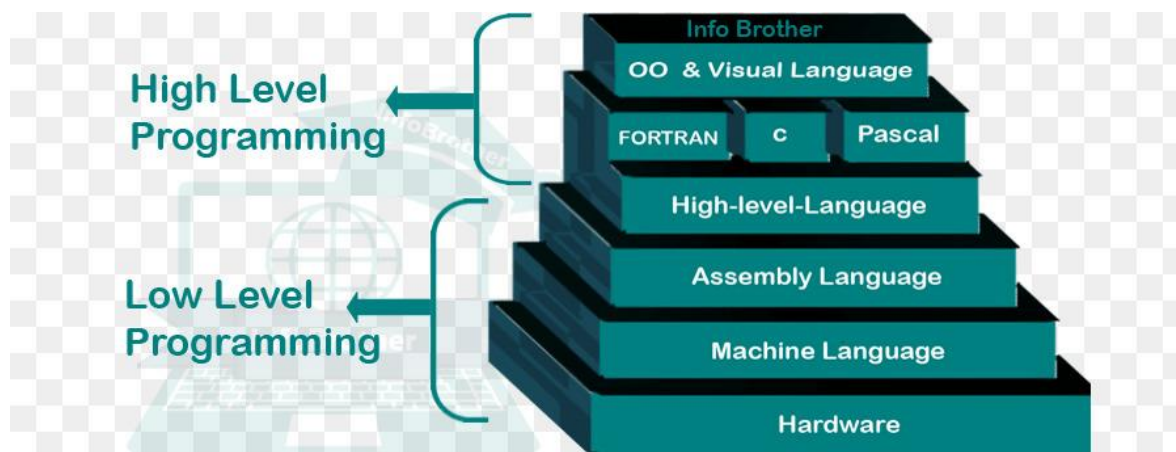 Info Brother
OO & Visual Language
High Level
Programming
FORTRAN
c
Pascal
InfoBrother
High-level-Language
Assembly Language
Low Level
Programming
Machine Language
Hardware